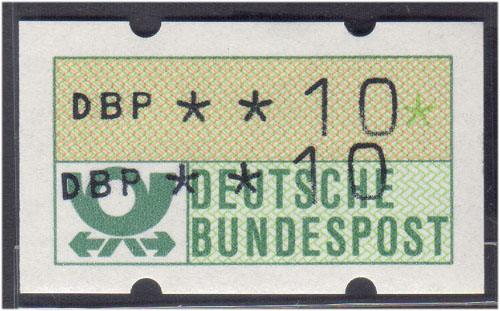 DBP * * 10*
DBP * * 10
DEUTSCHE
BUNDESPOST